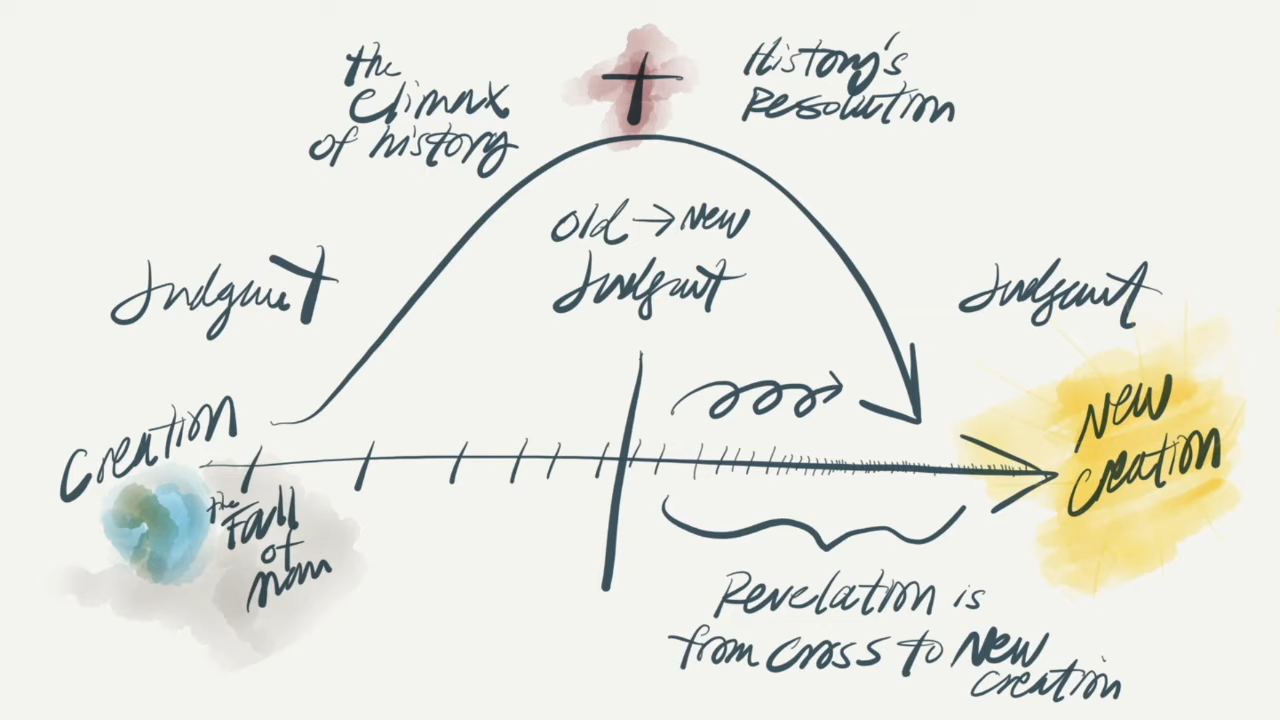 the
Climax
of history
History's
Resolution
Old → New
Judgment
Judgment
Judgment
Creation
the
Fall
of
man
New
Creation
Revelation is
from cross to New
creation